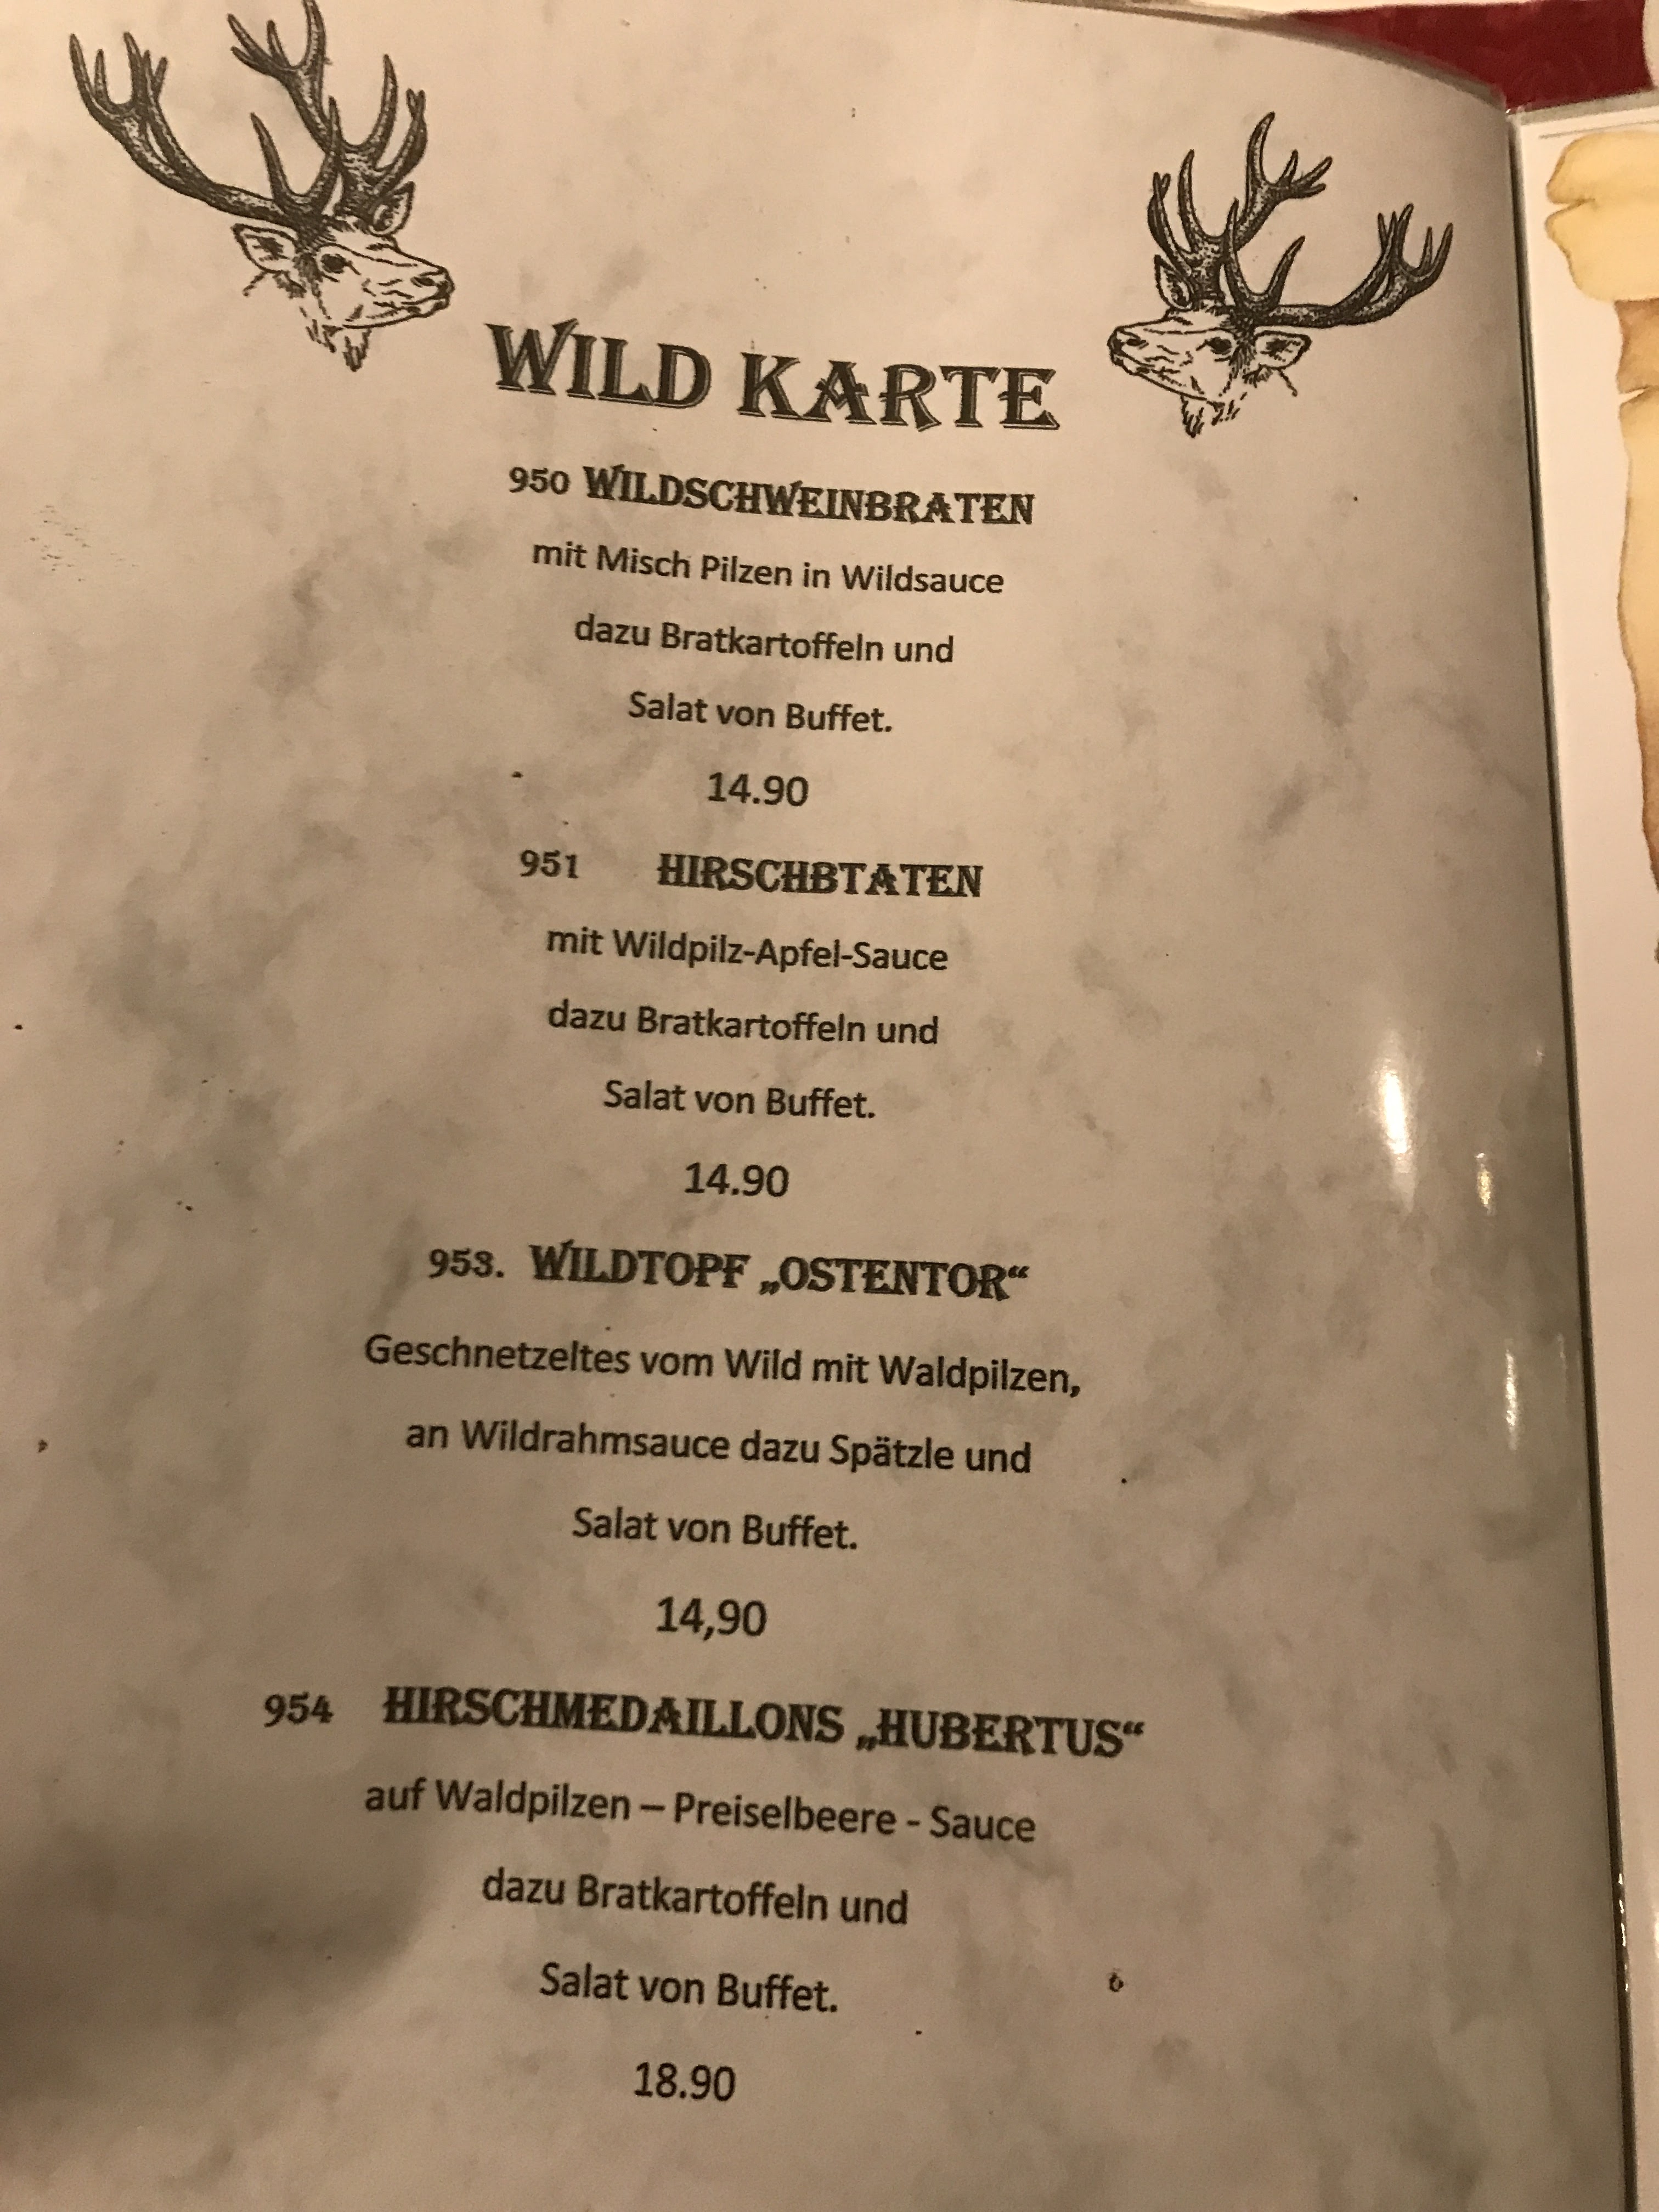 WILD KARTE
950 WILDSCHWEINBRATEN
mit Misch Pilzen in Wildsauce
dazu Bratkartoffeln und
Salat von Buffet.
14.90
951 HIRSCHBTATEN
mit Wildpilz-Apfel-Sauce
dazu Bratkartoffeln und
Salat von Buffet.
14.90
953. WILDTOPF „OSTENTOR“
Geschnetzeltes vom Wild mit Waldpilzen,
an Wildrahmsauce dazu Spätzle und
Salat von Buffet.
14,90
954 HIRSCHMEDAILLONS „HUBERTUS“
auf Waldpilzen – Preiselbeere - Sauce
dazu Bratkartoffeln und
Salat von Buffet.
18.90